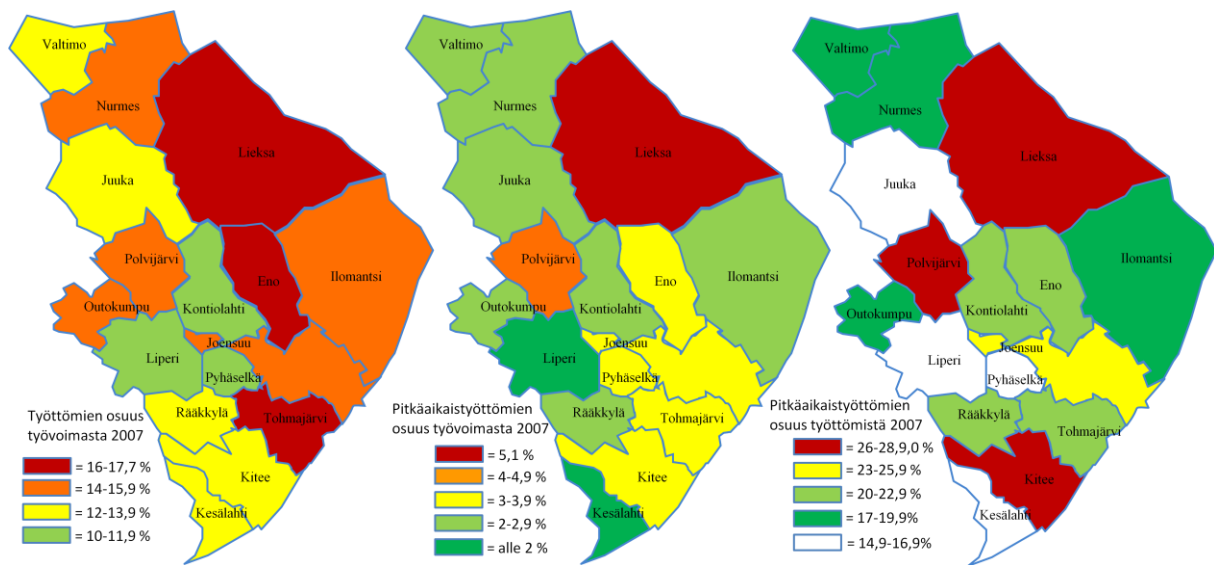 Valtimo
Nurmes
Lieksa
Juuka
Polvijärvi
Eno
Ilomantsi
Outokumpu
Kontiolahti
Joensuu
Liperi
Pyhäselkä
Rääkkylä
Tohmajärvi
Kitee
Kesälahti
Työttömien osuus
työvoimasta 2007
= 16-17,7 %
= 14-15,9 %
= 12-13,9 %
= 10-11,9 %
Valtimo
Nurmes
Lieksa
Juuka
Polvijärvi
Eno
Ilomantsi
Outokumpu
Kontiolahti
Joensuu
Liperi
Pyhäselkä
Rääkkylä
Tohmajärvi
Kitee
Kesälahti
Pitkäaikaistyöttömien
osuus työvoimasta 2007
= 5,1 %
= 4-4,9 %
= 3-3,9 %
= 2-2,9 %
= alle 2 %
Valtimo
Nurmes
Lieksa
Juuka
Polvijärvi
Eno
Ilomantsi
Outokumpu
Kontiolahti
Joensuu
Liperi
Pyhäselkä
Rääkkylä
Tohmajärvi
Kitee
Kesälahti
Pitkäaikaistyöttömien
osuus työttömistä 2007
= 26-28,9,0 %
= 23-25,9 %
= 20-22,9 %
= 17-19,9%
= 14,9-16,9%